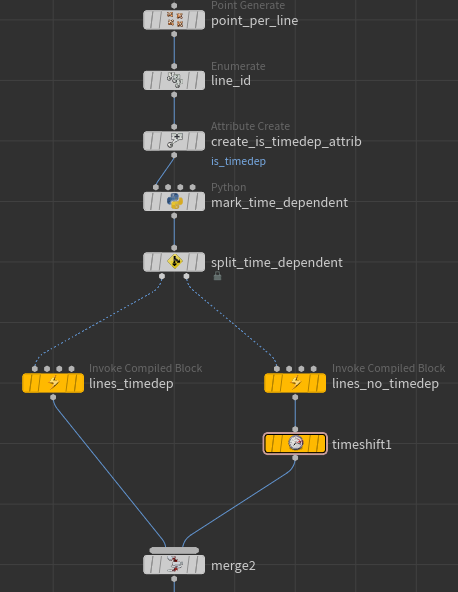 Point Generate
point_per_line
Enumerate
line_id
Attribute Create
create_is_timedep_attrib
is_timedep
Python
mark_time_dependent
split_time_dependent
Invoke Compiled Block
lines_timedep
Invoke Compiled Block
lines_no_timedep
timeshift1
merge2